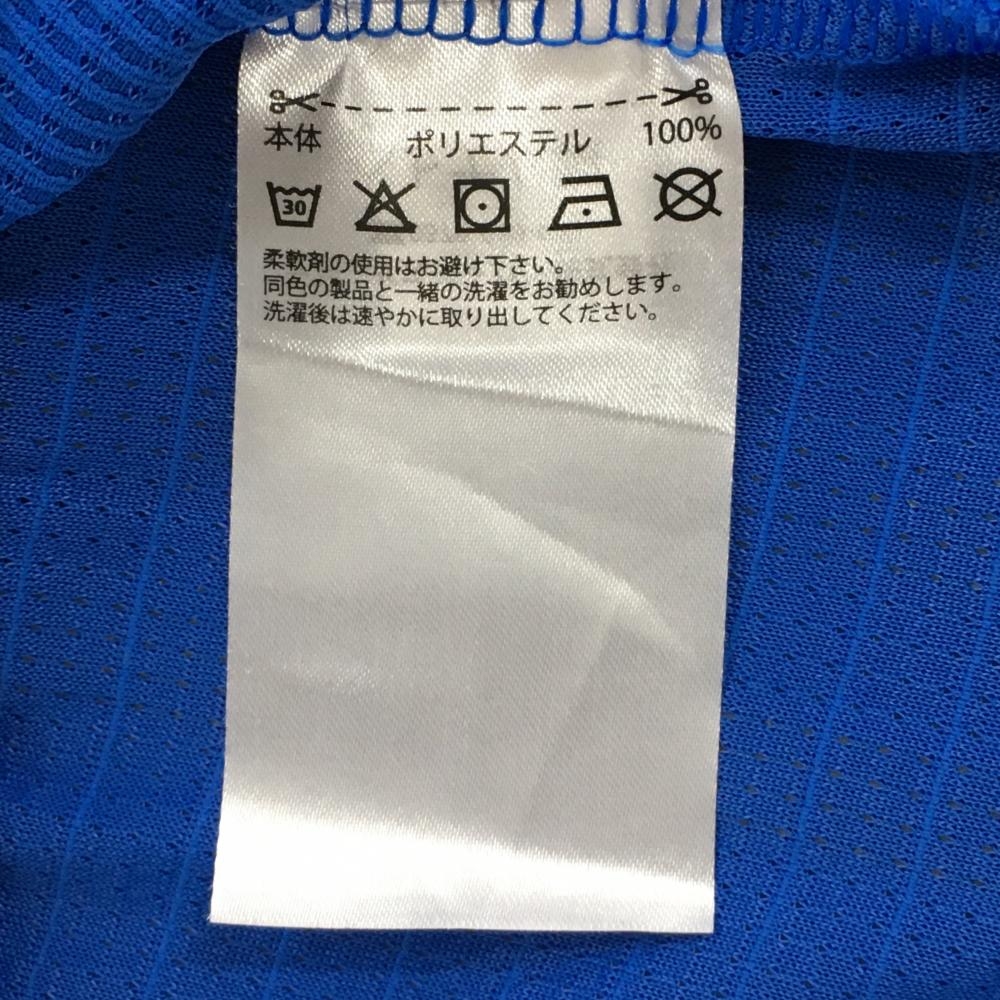 本体 ポリエステル 100%
30
柔軟剤の使用はお避け下さい。
同色の製品と一緒の洗濯をお勧めします。
洗濯後は速やかに取り出してください。